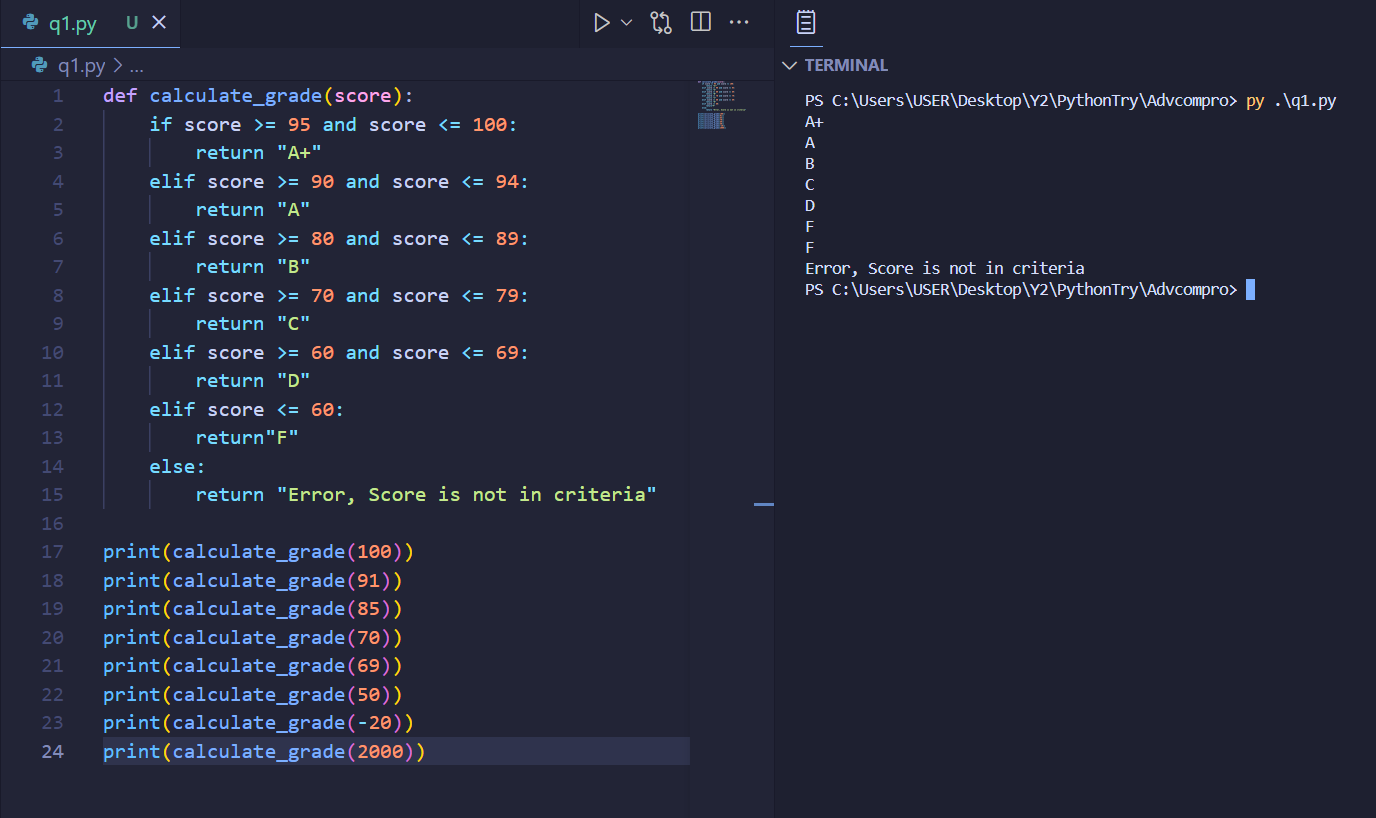 q1.py U
q1.py > ...
1 def calculate_grade(score):
2     if score >= 95 and score <= 100:
3         return "A+"
4     elif score >= 90 and score <= 94:
5         return "A"
6     elif score >= 80 and score <= 89:
7         return "B"
8     elif score >= 70 and score <= 79:
9         return "C"
10     elif score >= 60 and score <= 69:
11         return "D"
12     elif score <= 60:
13         return"F"
14     else:
15         return "Error, Score is not in criteria"
16
17 print(calculate_grade(100))
18 print(calculate_grade(91))
19 print(calculate_grade(85))
20 print(calculate_grade(70))
21 print(calculate_grade(69))
22 print(calculate_grade(50))
23 print(calculate_grade(-20))
24 print(calculate_grade(2000))
TERMINAL
PS C:\Users\USER\Desktop\Y2\PythonTry\Advcompro> py .\q1.py
A+
A
B
C
D
F
F
Error, Score is not in criteria
PS C:\Users\USER\Desktop\Y2\PythonTry\Advcompro>